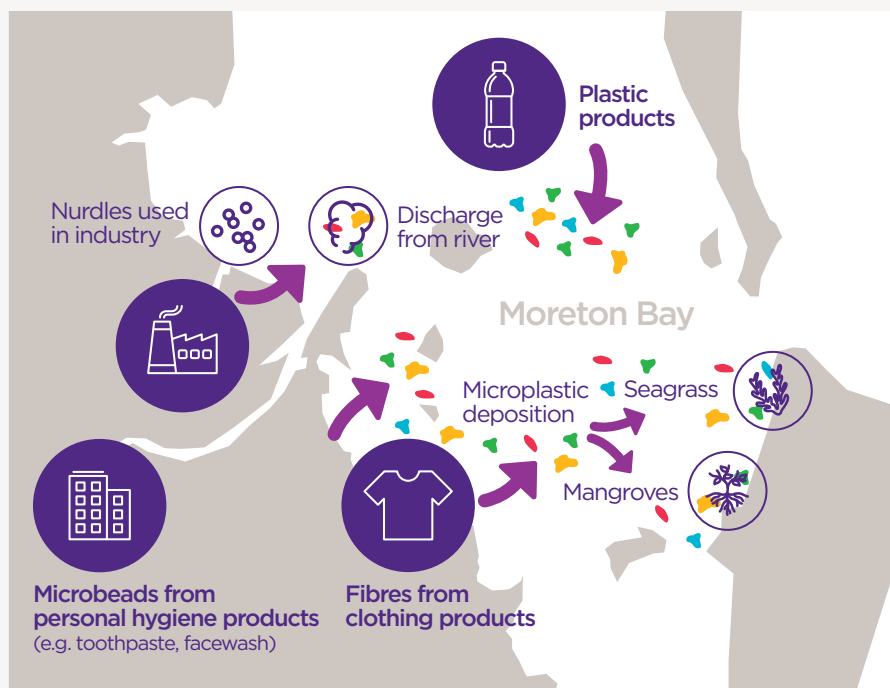 Plastic
products
Nurdles used
in industry
Discharge
from river
Moreton Bay
Microplastic
deposition
Seagrass
Mangroves
Microbeads from
personal hygiene products
(e.g. toothpaste, facewash)
Fibres from
clothing products